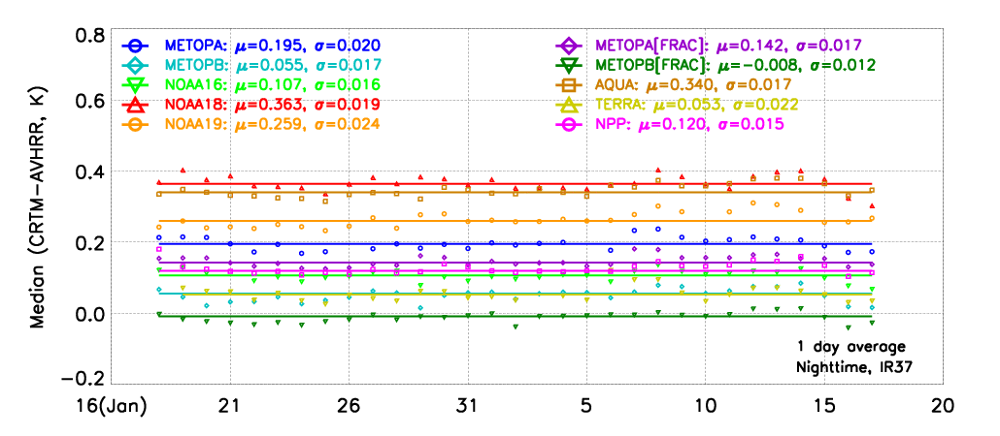 0.8
0.6
0.4
0.2
0.0
−0.2
Median (CRTM−AVHRR, K)
METOPA: μ=0.195, σ=0.020
METOPB: μ=0.055, σ=0.017
NOAA16: μ=0.107, σ=0.016
NOAA18: μ=0.363, σ=0.019
NOAA19: μ=0.259, σ=0.024
METOPA[FRAC]: μ=0.142, σ=0.017
METOPB[FRAC]: μ=−0.008, σ=0.012
AQUA: μ=0.340, σ=0.017
TERRA: μ=0.053, σ=0.022
NPP: μ=0.120, σ=0.015
1 day average
Nighttime, IR37
16(Jan) 21 26 31 5 10 15 20